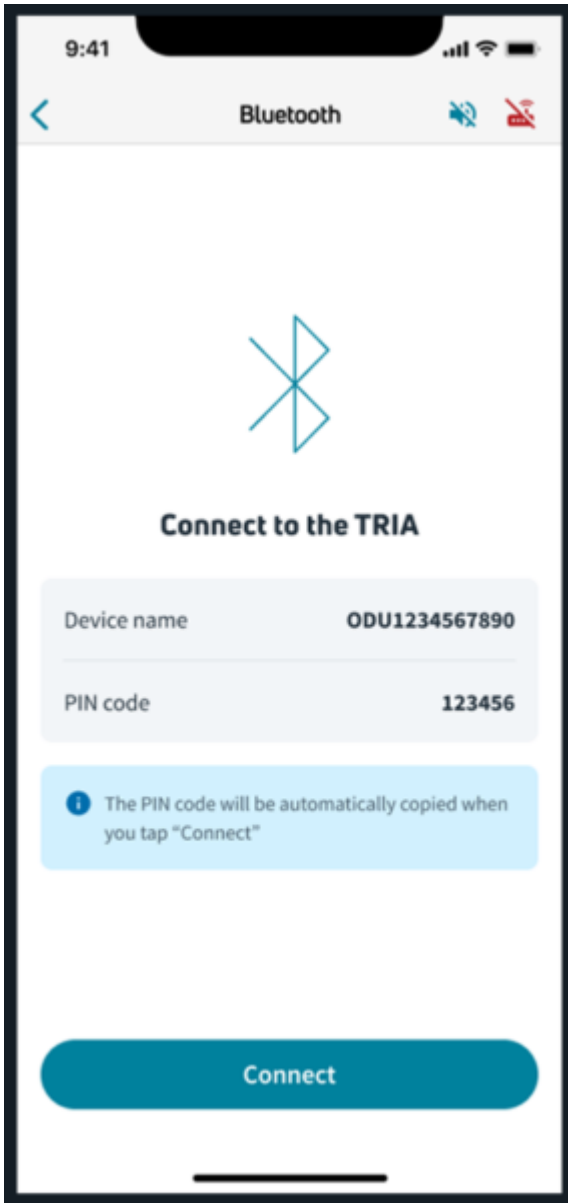 9:41
Bluetooth
Connect to the TRIA
Device name ODU1234567890
PIN code 123456
The PIN code will be automatically copied when
you tap “Connect”
Connect